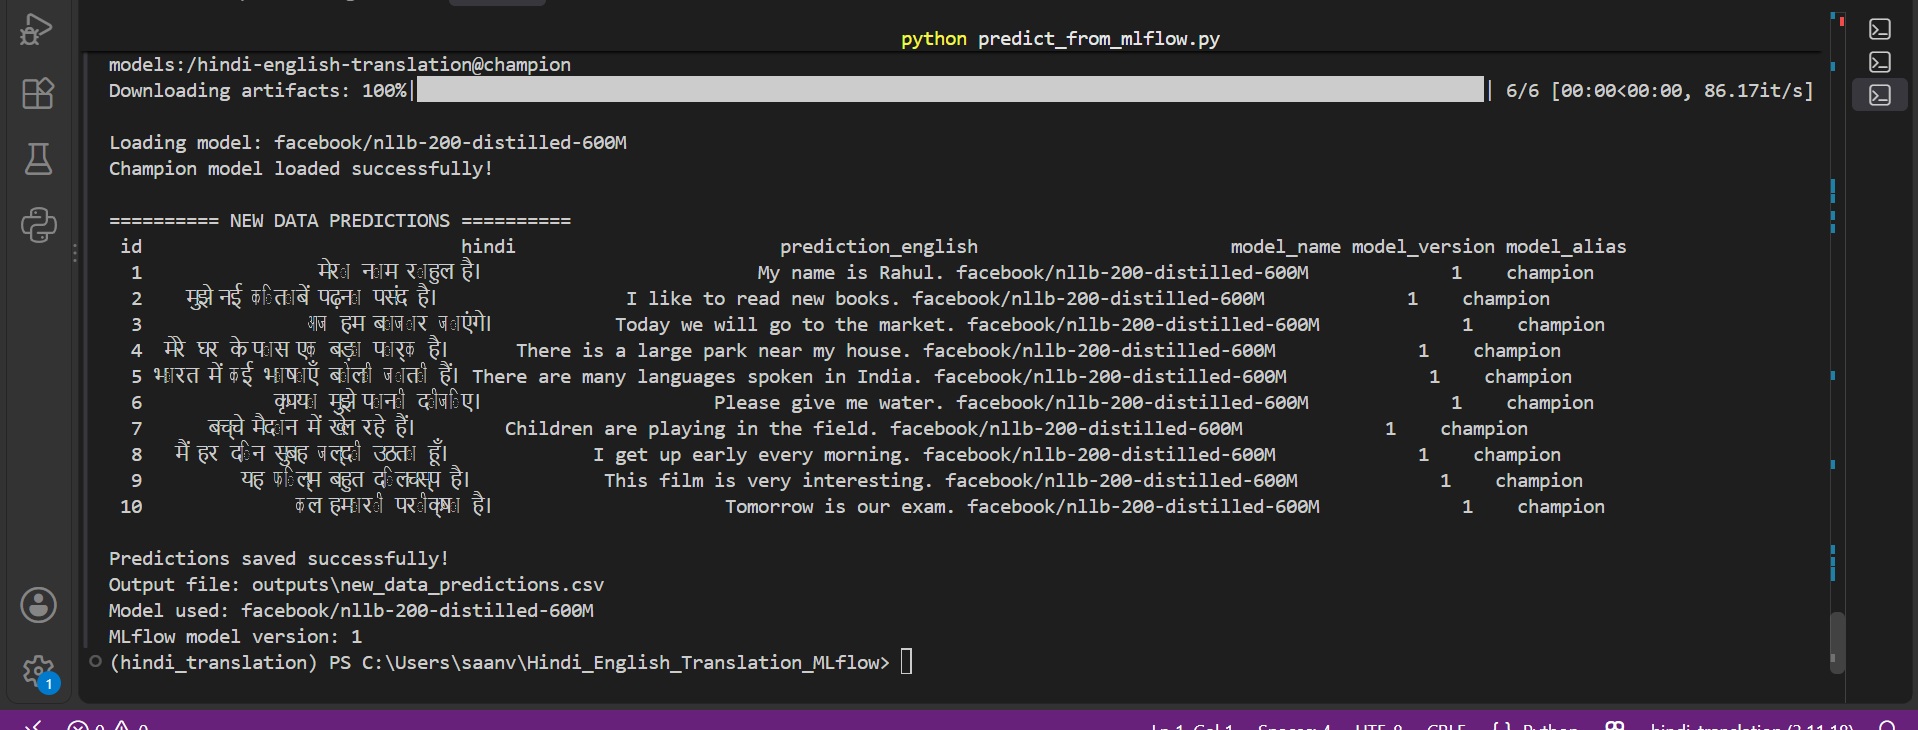 python predict_from_mlflow.py
models:/hindi-english-translation@champion
Downloading artifacts: 100%| | 6/6 [00:00<00:00, 86.17it/s]
Loading model: facebook/nllb-200-distilled-600M
Champion model loaded successfully!
========== NEW DATA PREDICTIONS ==========
id hindi prediction_english model_name model_version model_alias
1 मेरा नाम राहुल है। My name is Rahul. facebook/nllb-200-distilled-600M 1 champion
2 मुझे नई किताबें पढ़ना पसंद है। I like to read new books. facebook/nllb-200-distilled-600M 1 champion
3 आज हम बाजार जाएंगे। Today we will go to the market. facebook/nllb-200-distilled-600M 1 champion
4 मेरे घर के पास एक बड़ा पार्क है। There is a large park near my house. facebook/nllb-200-distilled-600M 1 champion
5 भारत में कई भाषाएँ बोली जाती हैं। There are many languages spoken in India. facebook/nllb-200-distilled-600M 1 champion
6 कृपया मुझे पानी दीजिए। Please give me water. facebook/nllb-200-distilled-600M 1 champion
7 बच्चे मैदान में खेल रहे हैं। Children are playing in the field. facebook/nllb-200-distilled-600M 1 champion
8 मैं हर दिन सुबह जल्दी उठता हूँ। I get up early every morning. facebook/nllb-200-distilled-600M 1 champion
9 यह फिल्म बहुत दिलचस्प है। This film is very interesting. facebook/nllb-200-distilled-600M 1 champion
10 कल हमारी परीक्षा है। Tomorrow is our exam. facebook/nllb-200-distilled-600M 1 champion
Predictions saved successfully!
Output file: outputs\new_data_predictions.csv
Model used: facebook/nllb-200-distilled-600M
MLflow model version: 1
(hindi_translation) PS C:\Users\saanv\Hindi_English_Translation_MLflow>
1